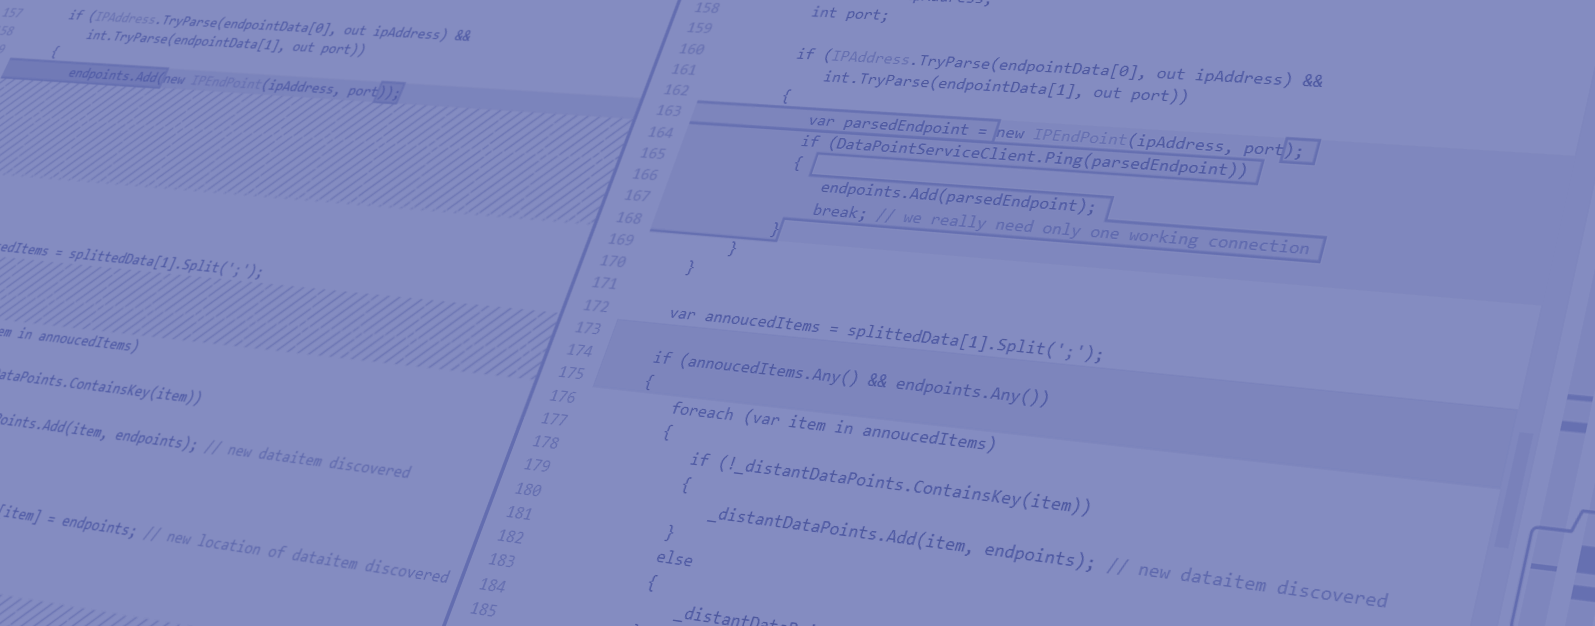 157 if (IPAddress.TryParse(endpointData[0], out ipAddress) &&
58 int.TryParse(endpointData[1], out port))
9 {
endpoints.Add(new IPEndPoint(ipAddress, port));
edItems = splittedData[1].Split(';');
em in annoucedItems)
ataPoints.ContainsKey(item))
oints.Add(item, endpoints); // new dataitem discovered
[item] = endpoints; // new location of dataitem discovered
158 int port;
159
160 if (IPAddress.TryParse(endpointData[0], out ipAddress) &&
161 int.TryParse(endpointData[1], out port))
162 {
163 var parsedEndpoint = new IPEndPoint(ipAddress, port);
164 if (DataPointServiceClient.Ping(parsedEndpoint))
165 {
166 endpoints.Add(parsedEndpoint);
167 break; // we really need only one working connection
168 }
169 }
170 }
171
172 var annoucedItems = splittedData[1].Split(';');
173
174 if (annoucedItems.Any() && endpoints.Any())
175 {
176 foreach (var item in annoucedItems)
177 {
178 if (!_distantDataPoints.ContainsKey(item))
179 {
180 _distantDataPoints.Add(item, endpoints); // new dataitem discovered
181 }
182 else
183 {
184
185